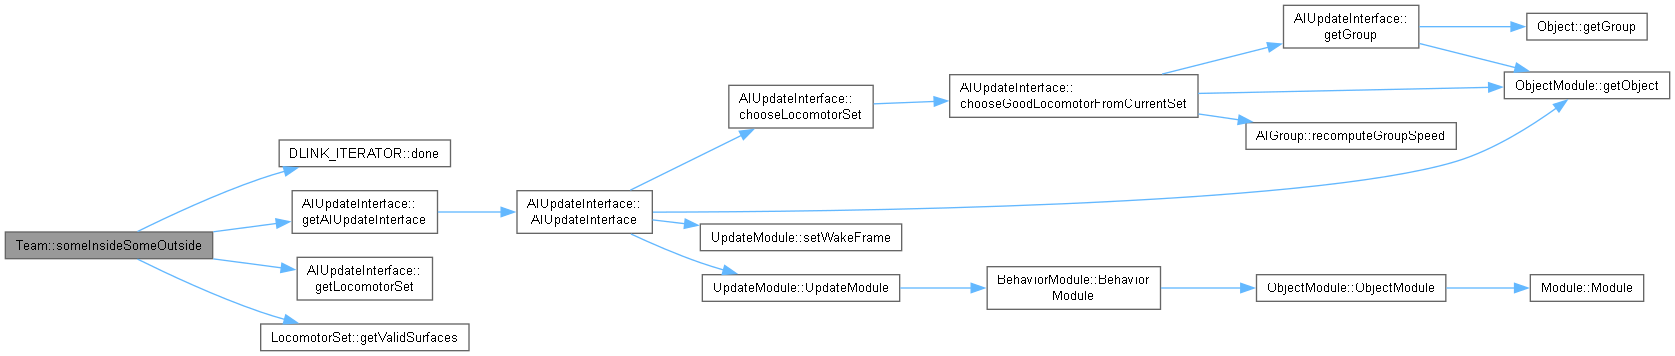 Team::someInsideSomeOutside
DLINK_ITERATOR::done
AIUpdateInterface::
getAIUpdateInterface
AIUpdateInterface::
getLocomotorSet
LocomotorSet::getValidSurfaces
AIUpdateInterface::
AIUpdateInterface
AIUpdateInterface::
chooseLocomotorSet
UpdateModule::setWakeFrame
UpdateModule::UpdateModule
AIUpdateInterface::
chooseGoodLocomotorFromCurrentSet
BehaviorModule::Behavior
Module
AIUpdateInterface::
getGroup
AIGroup::recomputeGroupSpeed
ObjectModule::ObjectModule
Object::getGroup
ObjectModule::getObject
Module::Module